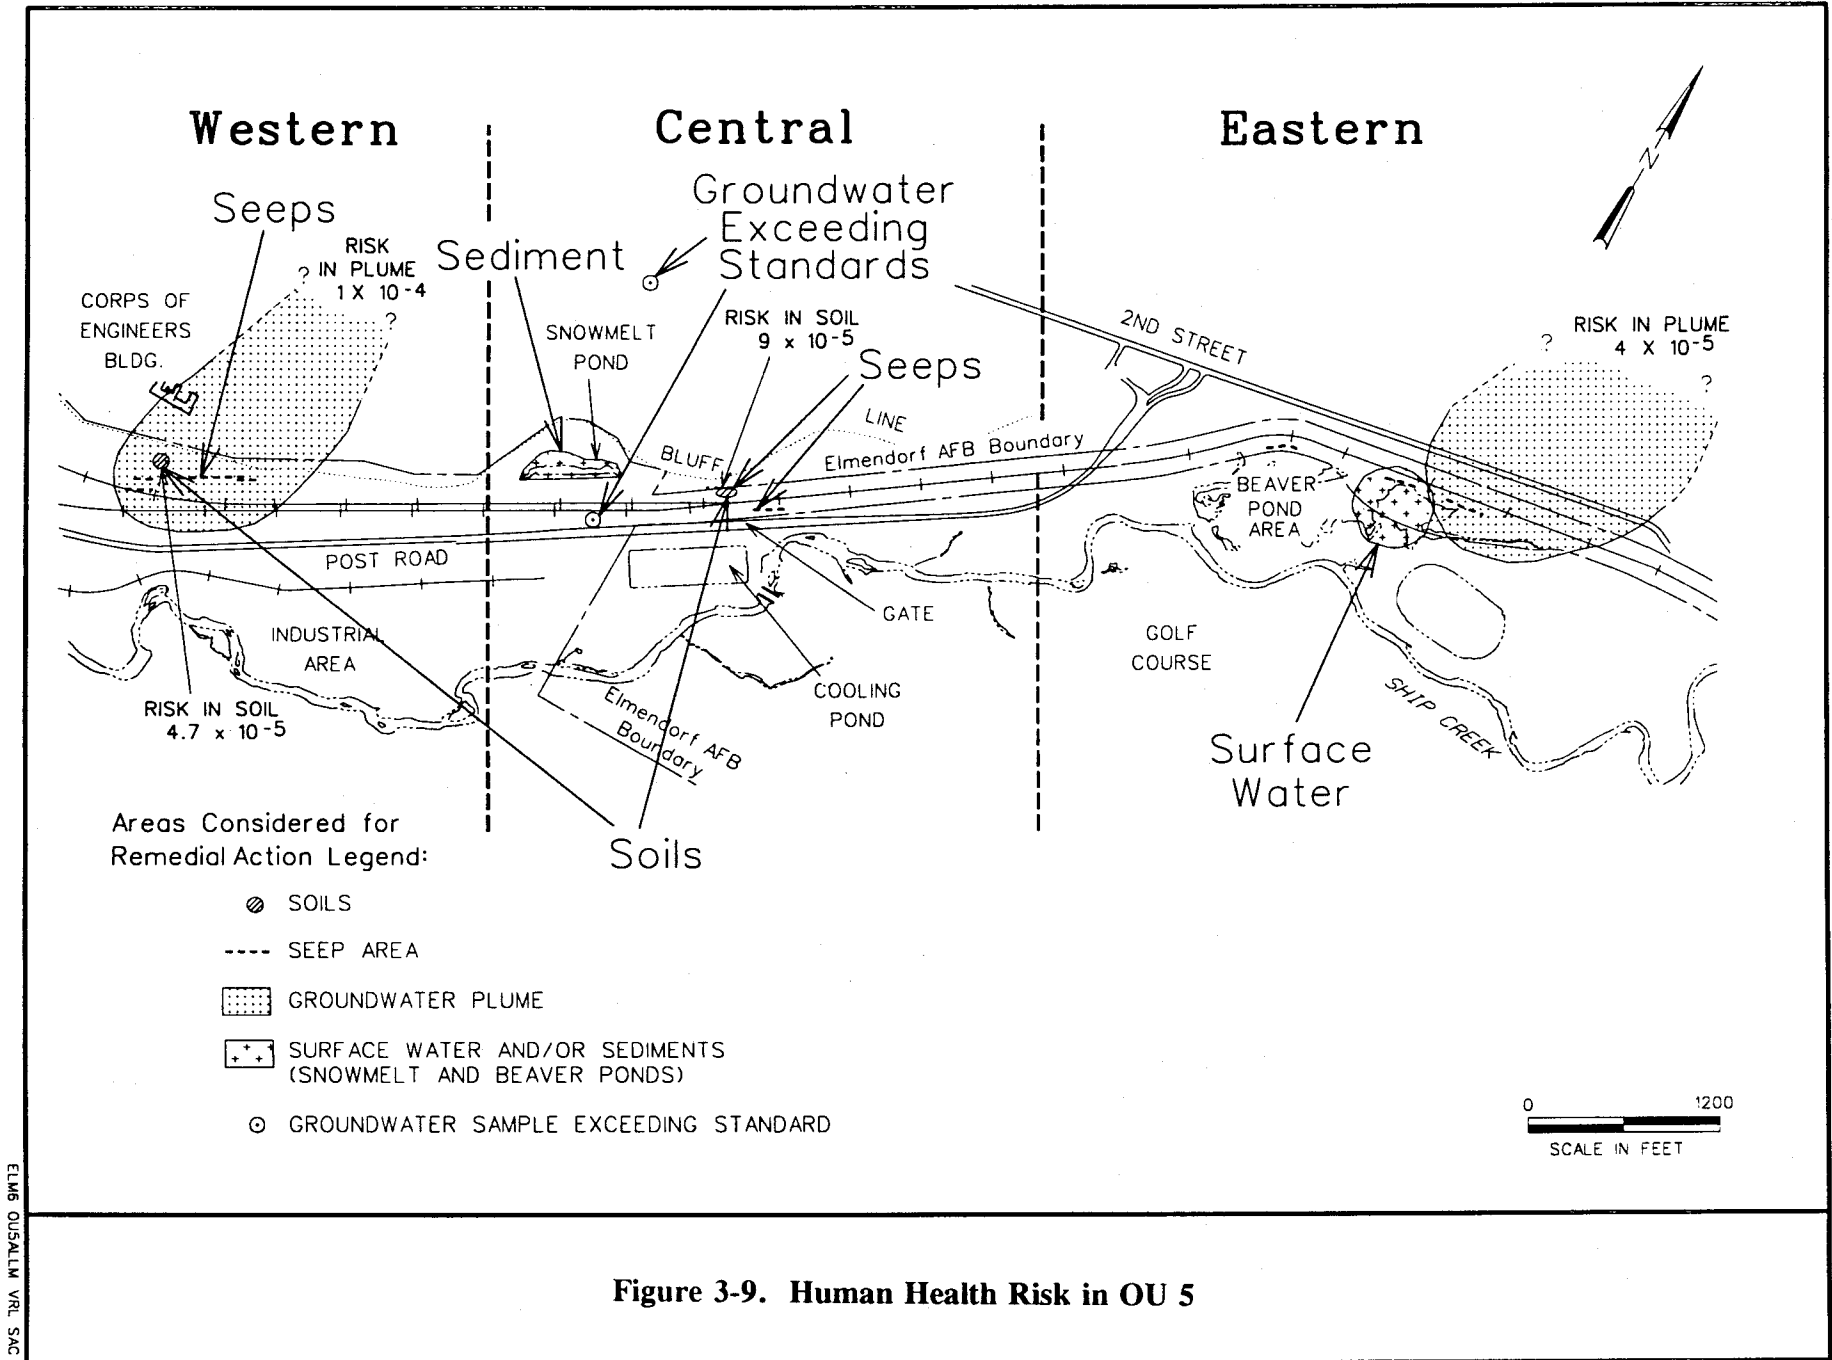 Western
Central
Eastern
N
Seeps
RISK
IN PLUME
1 X 10-4
?
?
Sediment
Groundwater
Exceeding
Standards
CORPS OF
ENGINEERS
BLDG.
SNOWMELT
POND
RISK IN SOIL
9 x 10-5
Seeps
2ND STREET
RISK IN PLUME
4 X 10-5
?
?
BLUFF
LINE
Elmendorf AFB Boundary
BEAVER
POND
AREA
POST ROAD
GATE
INDUSTRIAL
AREA
GOLF
COURSE
COOLING
POND
SHIP CREEK
RISK IN SOIL
4.7 x 10-5
Elmendorf AFB
Boundary
Surface
Water
Soils
Areas Considered for
Remedial Action Legend:
SOILS
SEEP AREA
GROUNDWATER PLUME
SURFACE WATER AND/OR SEDIMENTS
(SNOWMELT AND BEAVER PONDS)
GROUNDWATER SAMPLE EXCEEDING STANDARD
0 1200
SCALE IN FEET
ELM6 OU5ALLM VRL SAC
Figure 3-9. Human Health Risk in OU 5